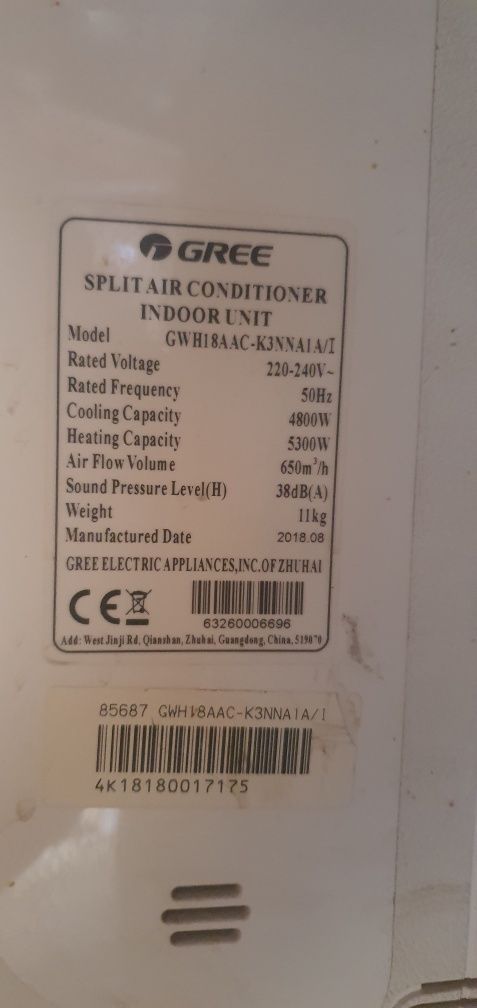 GREE
SPLIT AIR CONDITIONER
INDOOR UNIT
Model GWH18AAC-K3NNA1A/I
Rated Voltage 220-240V~
Rated Frequency 50Hz
Cooling Capacity 4800W
Heating Capacity 5300W
Air Flow Volume 650m³/h
Sound Pressure Level(H) 38dB(A)
Weight 11kg
Manufactured Date 2018.08
GREE ELECTRIC APPLIANCES,INC.OF ZHUHAI
CE
63260006696
Add: West Jinji Rd, Qianshan, Zhuhai, Guangdong, China, 519070
85687 GWH18AAC-K3NNA1A/I
4K18180017175